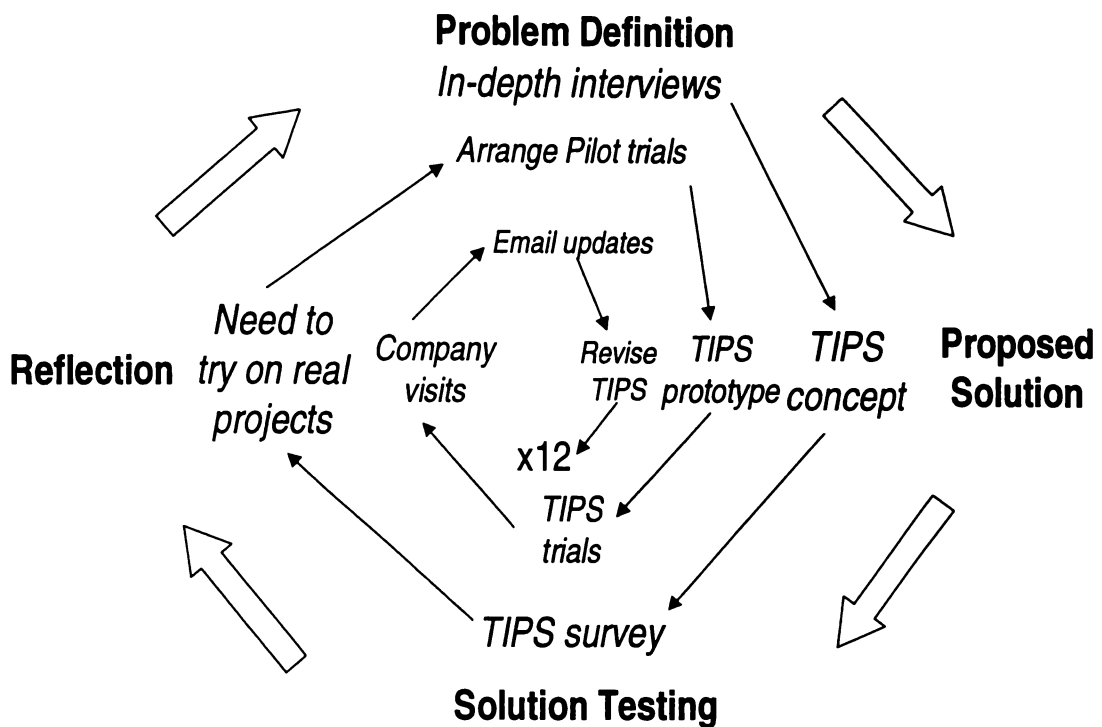 Problem Definition
In-depth interviews
Arrange Pilot trials
Email updates
Reflection
Need to
try on real
projects
Company
visits
Revise
TIPS
TIPS
prototype
TIPS
concept
Proposed
Solution
x12
TIPS
trials
TIPS survey
Solution Testing